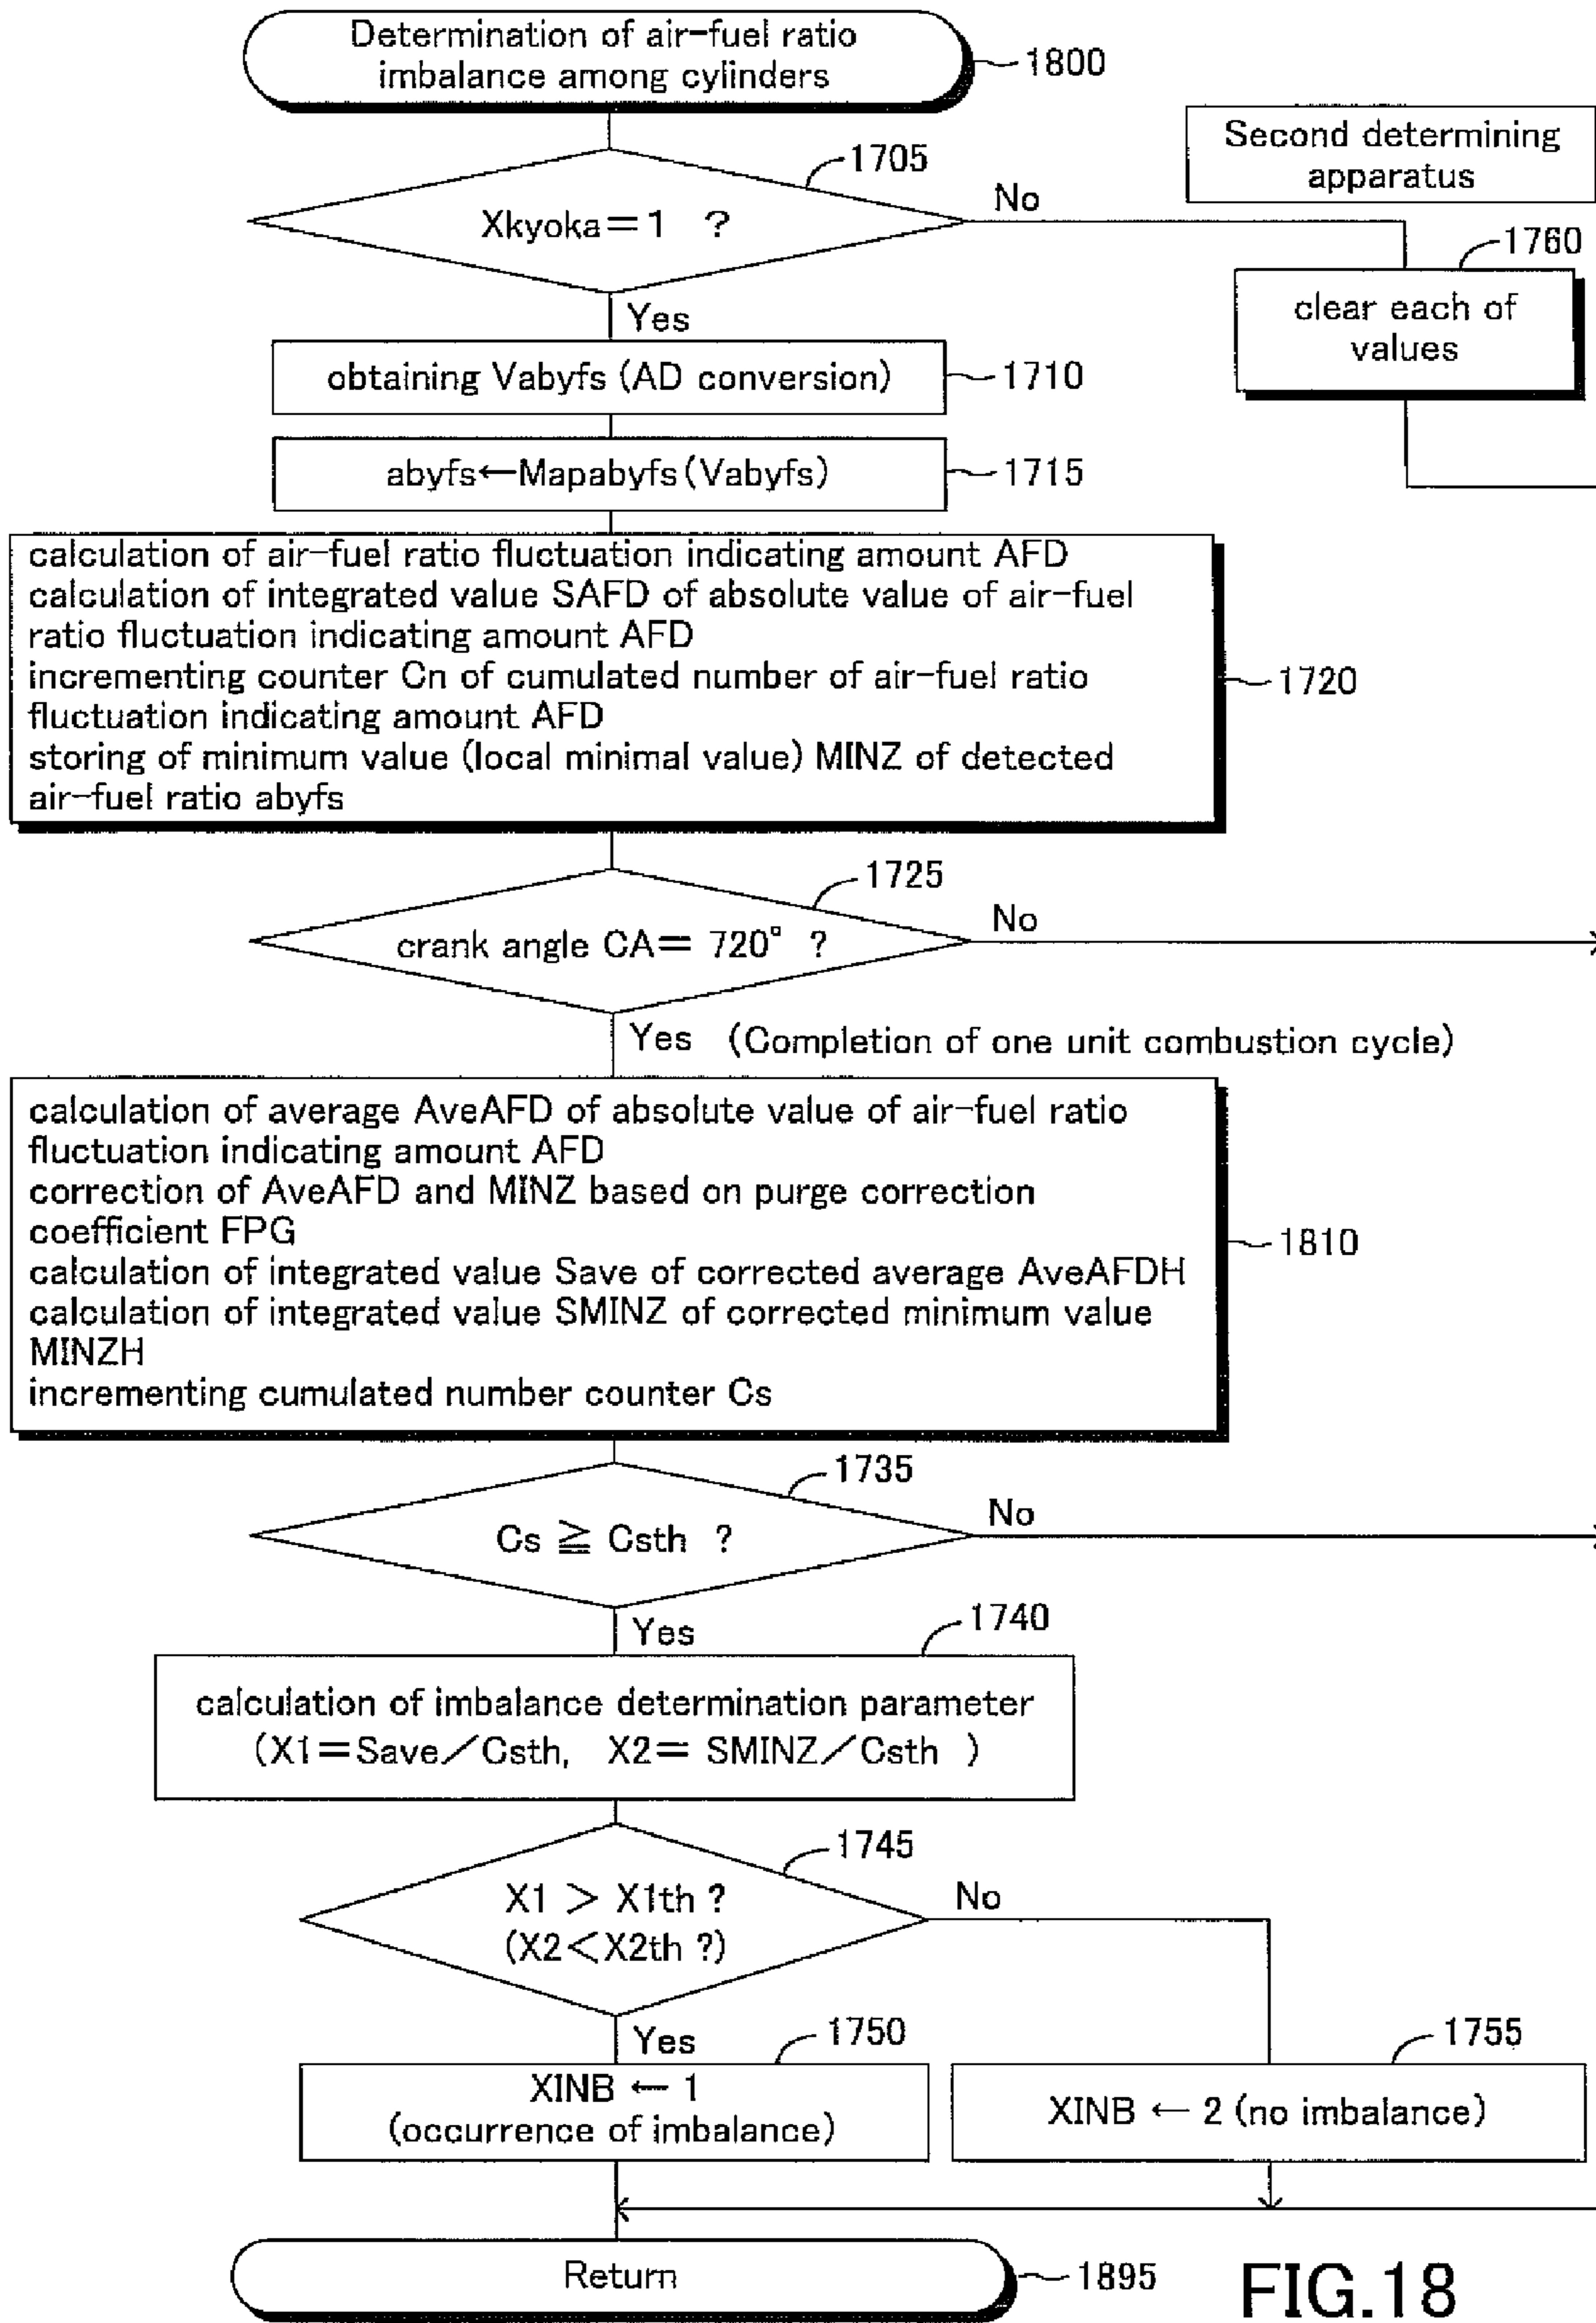 Determination of air-fuel ratio
imbalance among cylinders
1800
Second determining
apparatus
1705
Xkyoka=1 ?
No
1760
clear each of
values
Yes
obtaining Vabyfs (AD conversion)
1710
abyfs←Mapabyfs(Vabyfs)
1715
calculation of air-fuel ratio fluctuation indicating amount AFD
calculation of integrated value SAFD of absolute value of air-fuel
ratio fluctuation indicating amount AFD
incrementing counter Cn of cumulated number of air-fuel ratio
fluctuation indicating amount AFD
storing of minimum value (local minimal value) MINZ of detected
air-fuel ratio abyfs
1720
1725
crank angle CA= 720° ?
No
Yes (Completion of one unit combustion cycle)
calculation of average AveAFD of absolute value of air-fuel ratio
fluctuation indicating amount AFD
correction of AveAFD and MINZ based on purge correction
coefficient FPG
calculation of integrated value Save of corrected average AveAFDH
calculation of integrated value SMINZ of corrected minimum value
MINZH
incrementing cumulated number counter Cs
1810
1735
Cs ≧ Csth ?
No
Yes
1740
calculation of imbalance determination parameter
(X1=Save/Csth, X2= SMINZ/Csth )
1745
X1 > X1th ?
(X2<X2th ?)
No
Yes
1750
XINB ← 1
(occurrence of imbalance)
1755
XINB ← 2 (no imbalance)
Return
1895
FIG.18